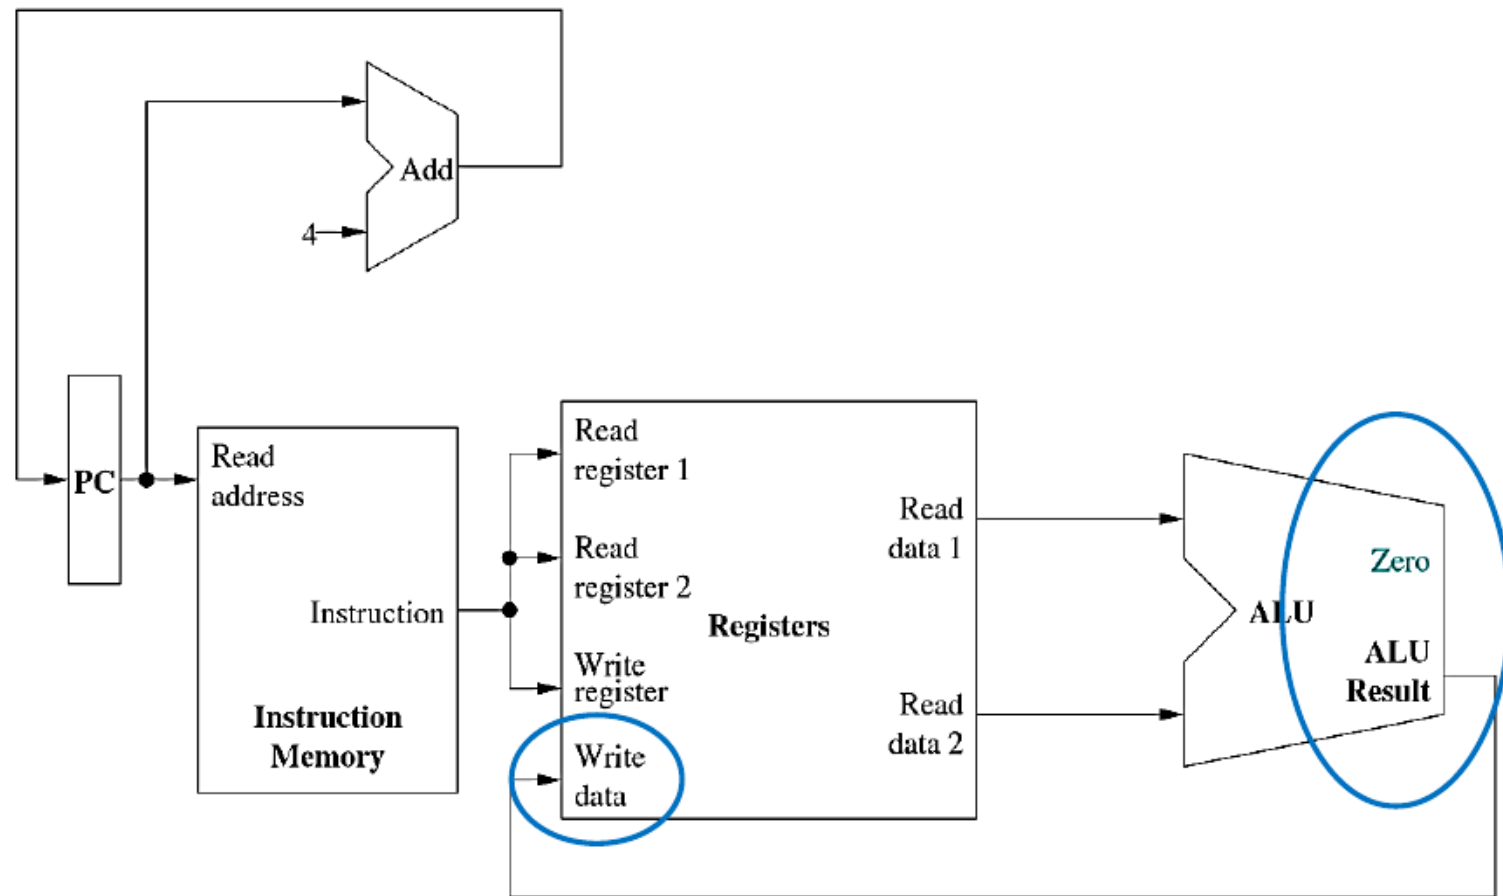 Add
4
PC
Read
address
Instruction
Instruction
Memory
Read
register 1
Read
register 2
Write
register
Write
data
Registers
Read
data 1
Read
data 2
Zero
ALU
ALU
Result